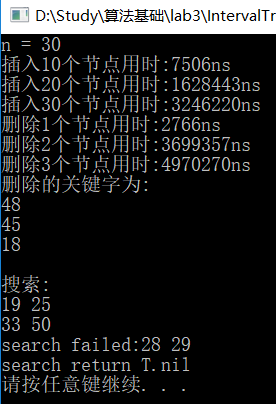 D:\Study\算法基础\lab3\IntervalTr
n = 30
插入10个节点用时:7506ns
插入20个节点用时:1628443ns
插入30个节点用时:3246220ns
删除1个节点用时:2766ns
删除2个节点用时:3699357ns
删除3个节点用时:4970270ns
删除的关键字为:
48
45
18
搜索:
19 25
33 50
search failed:28 29
search return T.nil
请按任意键继续. . .